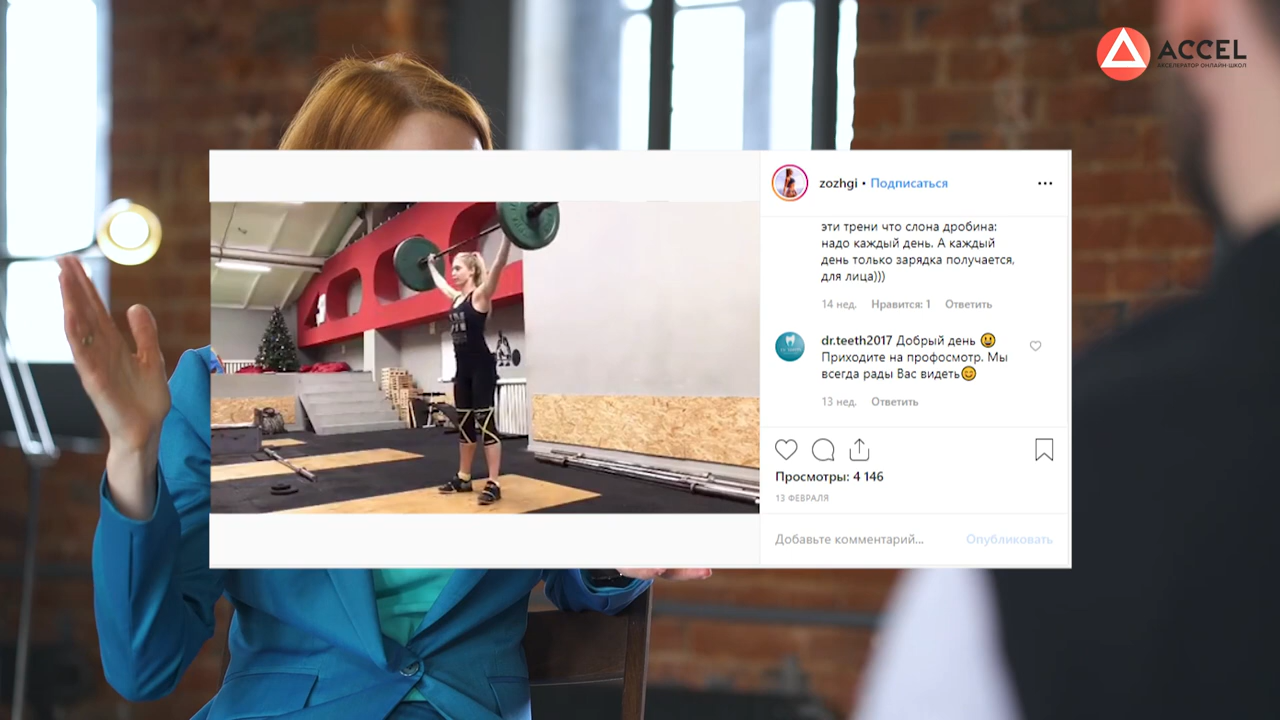 ACCEL
АКСЕЛЕРАТОР ОНЛАЙН-ШКОЛ
zozhgi • Подписаться
эти трени что слона дробина:
надо каждый день. А каждый
день только зарядка получается,
для лица)))
14 нед. Нравится: 1 Ответить
dr.teeth2017 Добрый день 😃
Приходите на профосмотр. Мы
всегда рады Вас видеть😊
13 нед. Ответить
Просмотры: 4 146
13 ФЕВРАЛЯ
Добавьте комментарий... Опубликовать